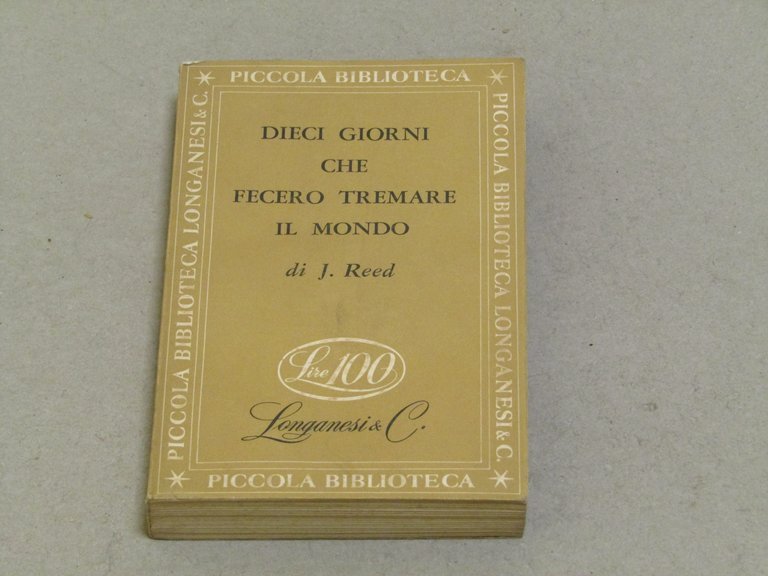 PICCOLA BIBLIOTECA
PICCOLA BIBLIOTECA LONGANESI & C.
PICCOLA BIBLIOTECA LONGANESI & C.
DIECI GIORNI
CHE
FECERO TREMARE
IL MONDO
di J. Reed
Lire 100
Longanesi & C.
PICCOLA BIBLIOTECA